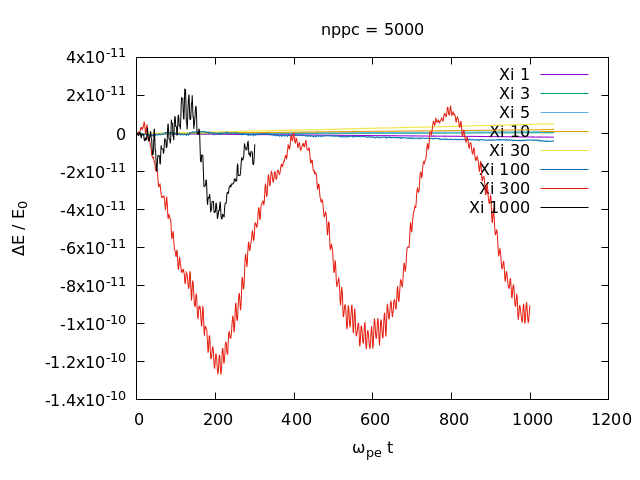 nppc = 5000
4x10-11
2x10-11
0
-2x10-11
-4x10-11
-6x10-11
-8x10-11
-1x10-10
-1.2x10-10
-1.4x10-10
ΔE / E0
Xi 1
Xi 3
Xi 5
Xi 10
Xi 30
Xi 100
Xi 300
Xi 1000
0 200 400 600 800 1000 1200
ωpe t